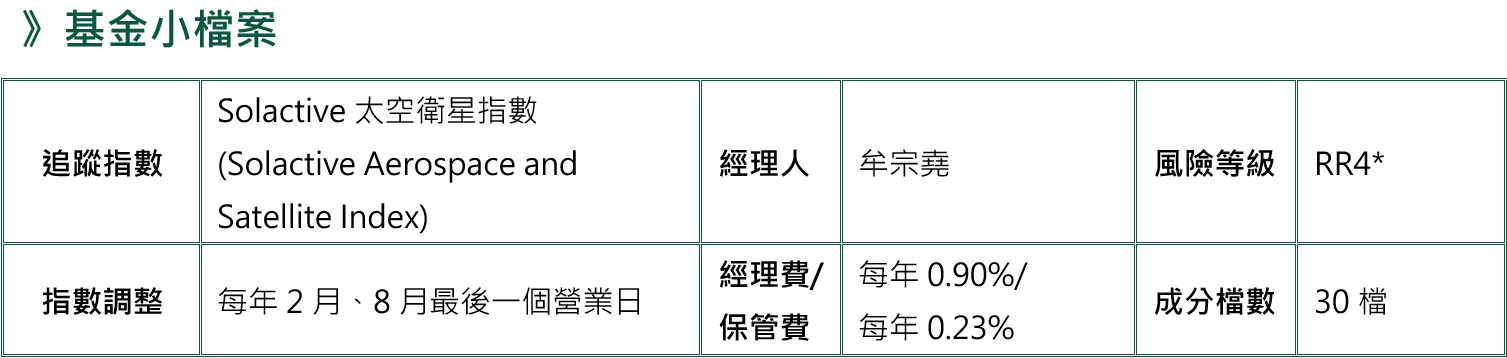 》基金小檔案
追蹤指數
Solactive 太空衛星指數
(Solactive Aerospace and
Satellite Index)
經理人
牟宗堯
風險等級
RR4*
指數調整
每年 2 月、8 月最後一個營業日
經理費/
保管費
每年 0.90%/
每年 0.23%
成分檔數
30 檔